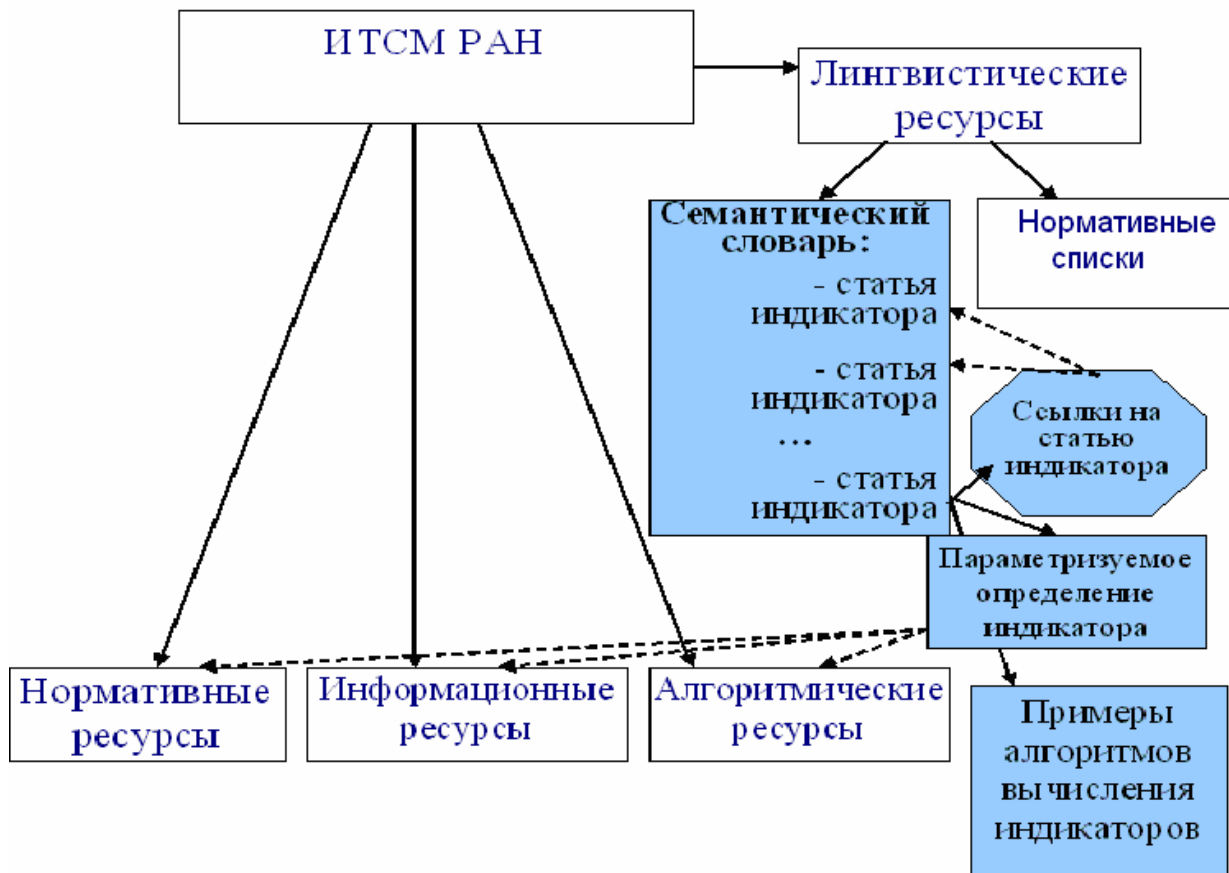 ИТСМ РАН
Лингвистические
ресурсы
Семантический
словарь:
- статья
индикатора
- статья
индикатора
...
- статья
индикатора
Нормативные
списки
Ссылки на
статью
индикатора
Параметризуемое
определение
индикатора
Нормативные
ресурсы
Информационные
ресурсы
Алгоритмические
ресурсы
Примеры
алгоритмов
вычисления
индикаторов